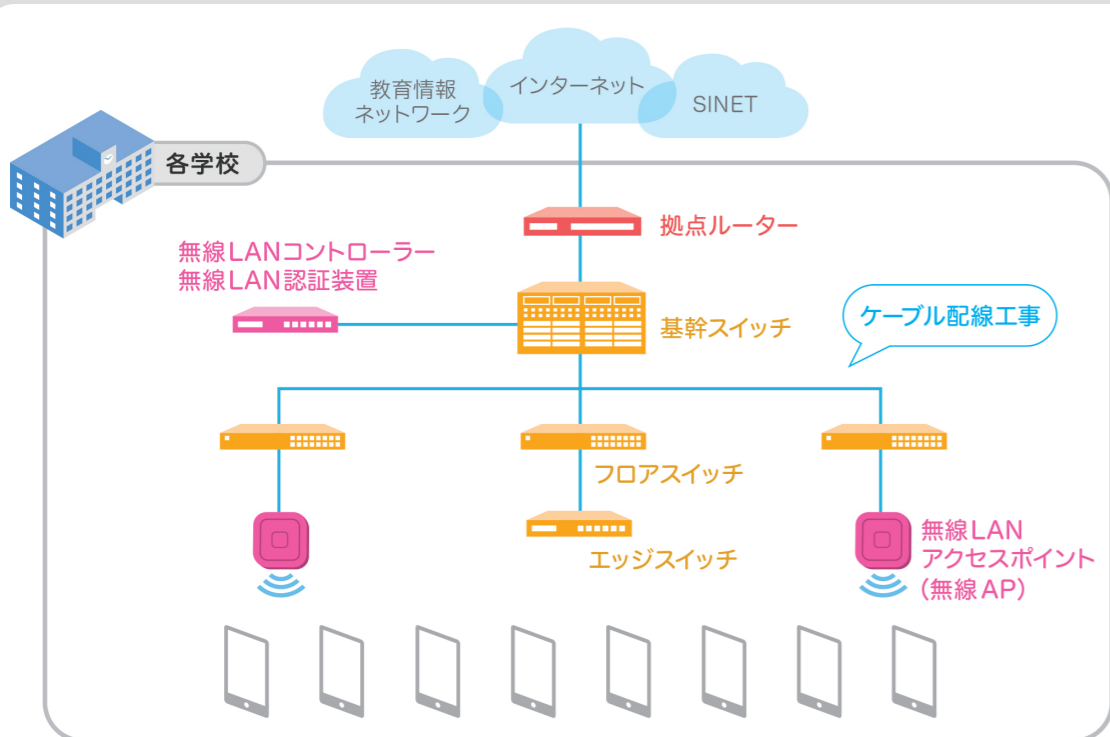 教育情報
ネットワーク
インターネット
SINET
各学校
拠点ルーター
無線LANコントローラー
無線LAN認証装置
基幹スイッチ
ケーブル配線工事
フロアスイッチ
エッジスイッチ
無線LAN
アクセスポイント
(無線AP)